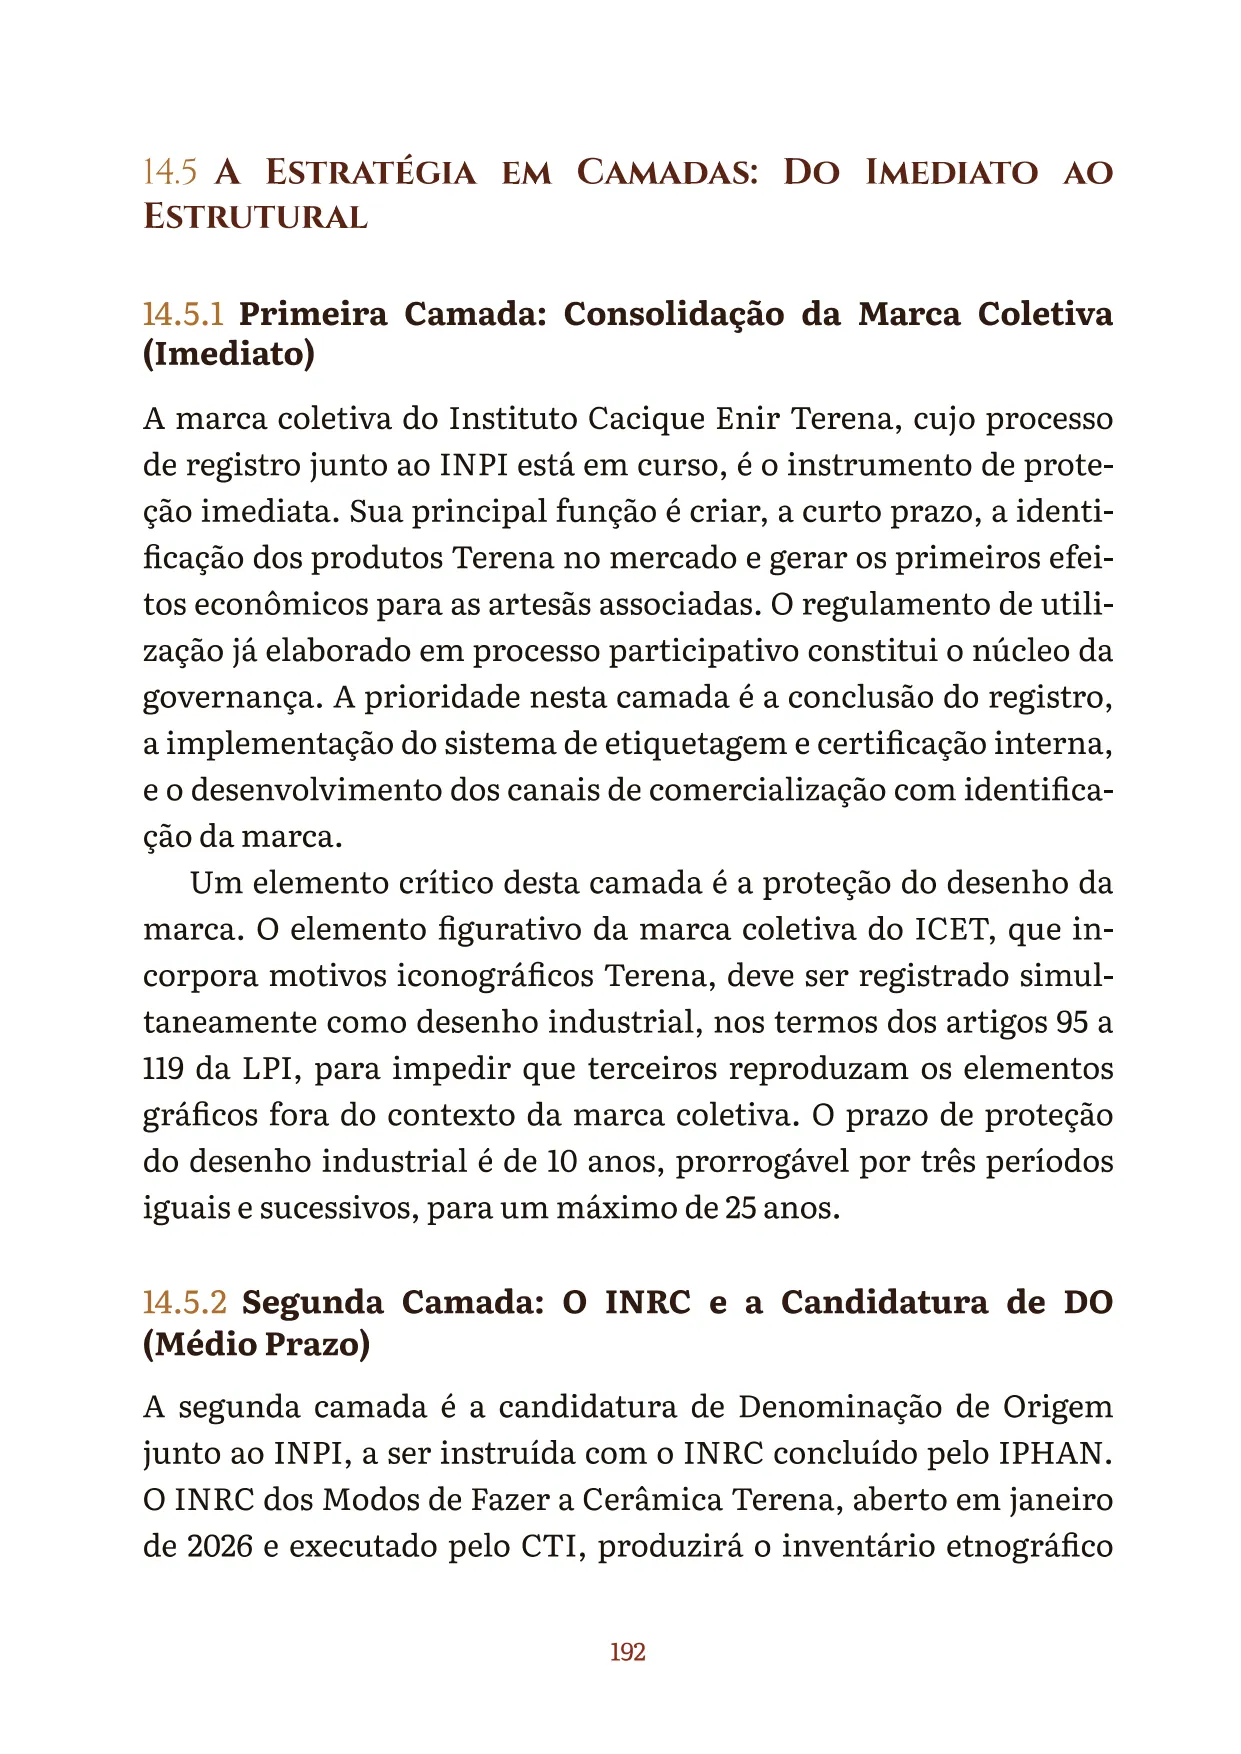 14.5 A Estratégia em Camadas: Do Imediato ao
Estrutural
14.5.1 Primeira Camada: Consolidação da Marca Coletiva
(Imediato)
A marca coletiva do Instituto Cacique Enir Terena, cujo processo
de registro junto ao INPI está em curso, é o instrumento de prote-
ção imediata. Sua principal função é criar, a curto prazo, a identi-
ficação dos produtos Terena no mercado e gerar os primeiros efei-
tos econômicos para as artesãs associadas. O regulamento de utili-
zação já elaborado em processo participativo constitui o núcleo da
governança. A prioridade nesta camada é a conclusão do registro,
a implementação do sistema de etiquetagem e certificação interna,
e o desenvolvimento dos canais de comercialização com identifica-
ção da marca.
Um elemento crítico desta camada é a proteção do desenho da
marca. O elemento figurativo da marca coletiva do ICET, que in-
corpora motivos iconográficos Terena, deve ser registrado simul-
taneamente como desenho industrial, nos termos dos artigos 95 a
119 da LPI, para impedir que terceiros reproduzam os elementos
gráficos fora do contexto da marca coletiva. O prazo de proteção
do desenho industrial é de 10 anos, prorrogável por três períodos
iguais e sucessivos, para um máximo de 25 anos.
14.5.2 Segunda Camada: O INRC e a Candidatura de DO
(Médio Prazo)
A segunda camada é a candidatura de Denominação de Origem
junto ao INPI, a ser instruída com o INRC concluído pelo IPHAN.
O INRC dos Modos de Fazer a Cerâmica Terena, aberto em janeiro
de 2026 e executado pelo CTI, produzirá o inventário etnográfico
192